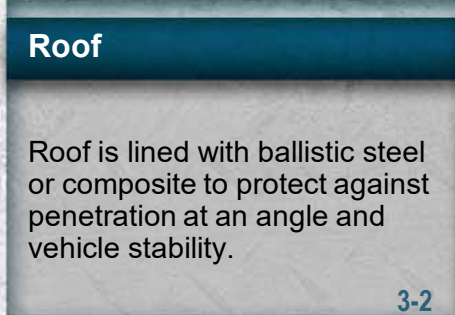 Roof
Roof is lined with ballistic steel
or composite to protect against
penetration at an angle and
vehicle stability.
3-2